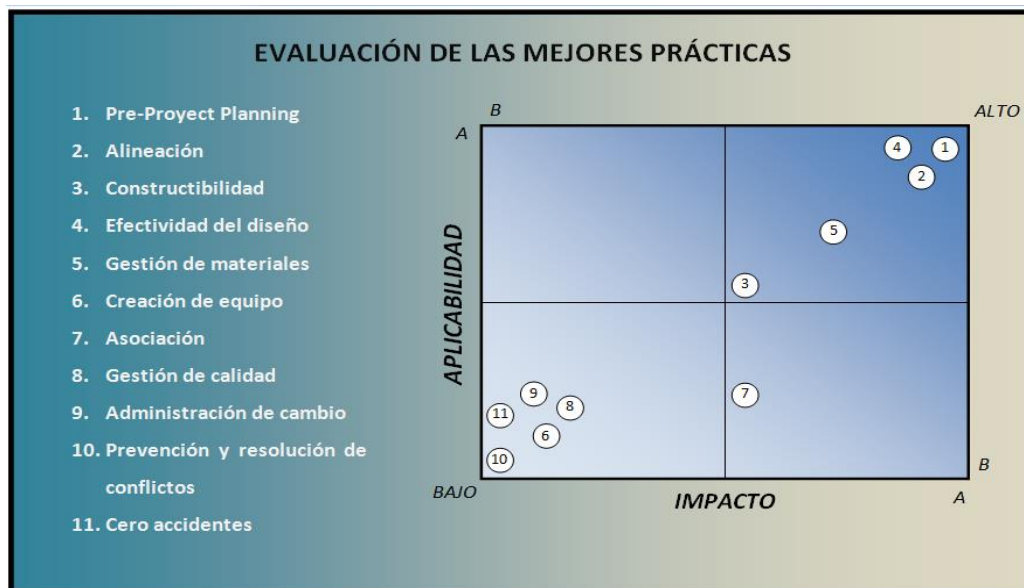 EVALUACIÓN DE LAS MEJORES PRÁCTICAS
1. Pre-Proyect Planning
2. Alineación
3. Constructibilidad
4. Efectividad del diseño
5. Gestión de materiales
6. Creación de equipo
7. Asociación
8. Gestión de calidad
9. Administración de cambio
10. Prevención y resolución de
conflictos
11. Cero accidentes
B
ALTO
A
4
1
2
5
3
APLICABILIDAD
9
7
11
8
6
10
B
BAJO
IMPACTO
A